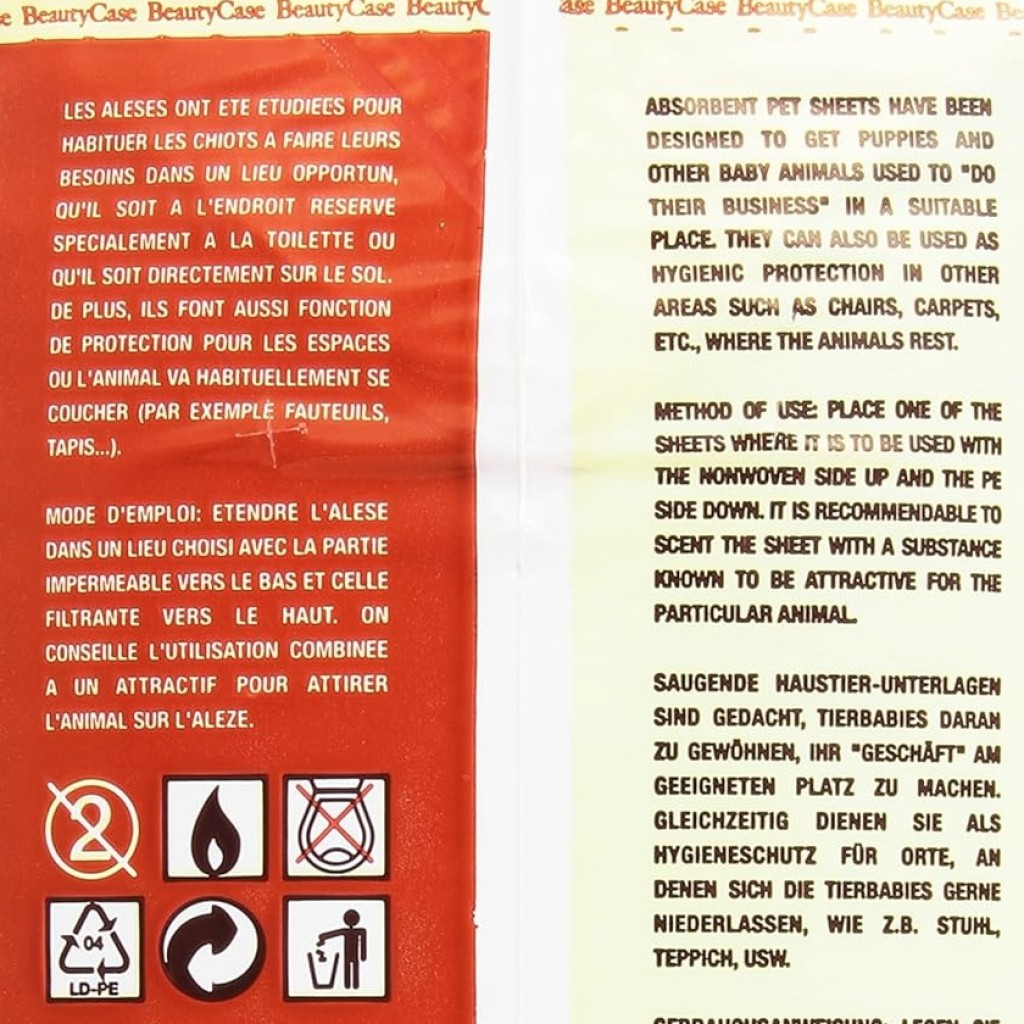 BeautyCase BeautyCase BeautyCase
LES ALESES ONT ETE ETUDIEES POUR
HABITUER LES CHIOTS A FAIRE LEURS
BESOINS DANS UN LIEU OPPORTUN,
QU'IL SOIT A L'ENDROIT RESERVE
SPECIALEMENT A LA TOILETTE OU
QU'IL SOIT DIRECTEMENT SUR LE SOL.
DE PLUS, ILS FONT AUSSI FONCTION
DE PROTECTION POUR LES ESPACES
OU L'ANIMAL VA HABITUELLEMENT SE
COUCHER (PAR EXEMPLE FAUTEUILS,
TAPIS...).
MODE D'EMPLOI: ETENDRE L'ALESE
DANS UN LIEU CHOISI AVEC LA PARTIE
IMPERMEABLE VERS LE BAS ET CELLE
FILTRANTE VERS LE HAUT. ON
CONSEILLE L'UTILISATION COMBINEE
A UN ATTRACTIF POUR ATTIRER
L'ANIMAL SUR L'ALEZE.
2
04
LD-PE
BeautyCase BeautyCase BeautyCase
ABSORBENT PET SHEETS HAVE BEEN
DESIGNED TO GET PUPPIES AND
OTHER BABY ANIMALS USED TO "DO
THEIR BUSINESS" IN A SUITABLE
PLACE. THEY CAN ALSO BE USED AS
HYGIENIC PROTECTION IN OTHER
AREAS SUCH AS CHAIRS, CARPETS,
ETC., WHERE THE ANIMALS REST.
METHOD OF USE: PLACE ONE OF THE
SHEETS WHERE IT IS TO BE USED WITH
THE NONWOVEN SIDE UP AND THE PE
SIDE DOWN. IT IS RECOMMENDABLE TO
SCENT THE SHEET WITH A SUBSTANCE
KNOWN TO BE ATTRACTIVE FOR THE
PARTICULAR ANIMAL.
SAUGENDE HAUSTIER-UNTERLAGEN
SIND GEDACHT, TIERBABIES DARAN
ZU GEWÖHNEN, IHR "GESCHÄFT" AM
GEEIGNETEN PLATZ ZU MACHEN.
GLEICHZEITIG DIENEN SIE ALS
HYGIENESCHUTZ FÜR ORTE, AN
DENEN SICH DIE TIERBABIES GERNE
NIEDERLASSEN, WIE Z.B. STUHL,
TEPPICH, USW.
GEBRAUCHSANWEISUNG: LEGEN SIE